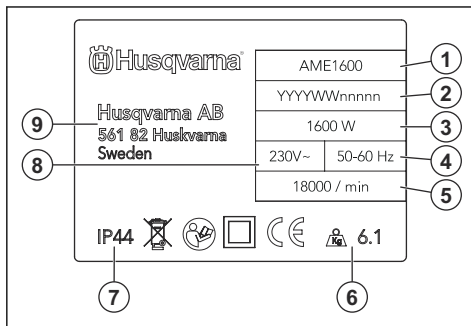 Husqvarna®
AME1600
YYYYWWnnnnn
1600 W
230V~ 50-60 Hz
18000 / min
Husqvarna AB
561 82 Huskvarna
Sweden
IP44 CE Kg 6.1
1
2
3
4
5
6
7
8
9